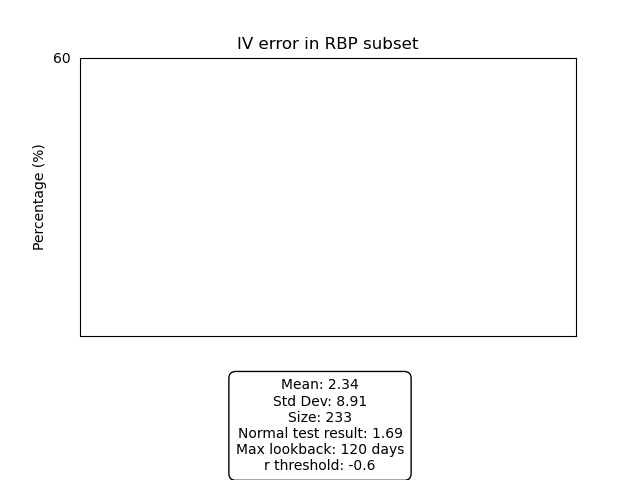 IV error in RBP subset
60
Percentage (%)
Mean: 2.34
Std Dev: 8.91
Size: 233
Normal test result: 1.69
Max lookback: 120 days
r threshold: -0.6